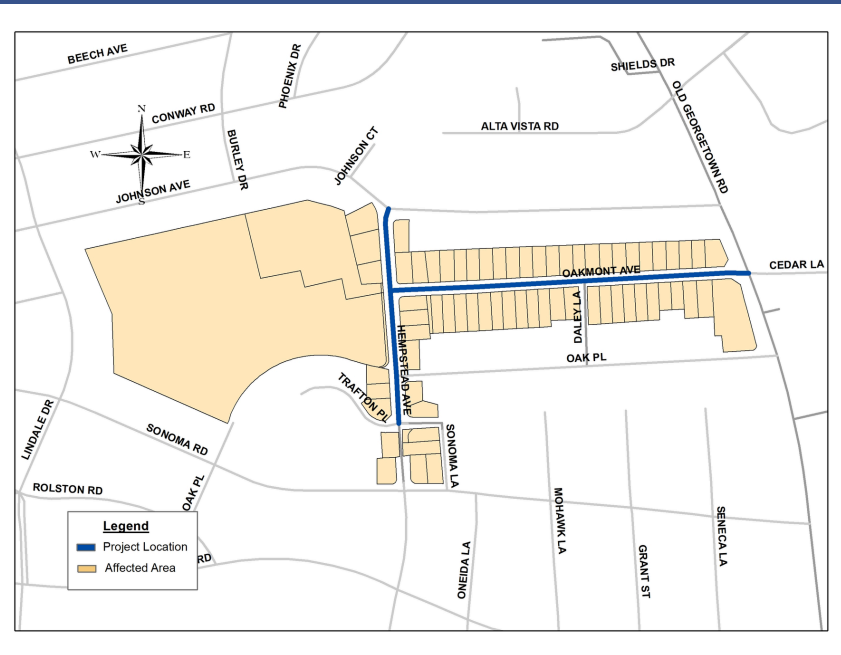 BEECH AVE
PHOENIX DR
SHIELDS DR
CONWAY RD
N
W
E
S
BURLEY DR
JOHNSON CT
ALTA VISTA RD
OLD GEORGETOWN RD
JOHNSON AVE
CEDAR LA
OAKMONT AVE
DALEY LA
HEMPSTEAD AVE
OAK PL
TRAFTON PL
LINDALE DR
SONOMA RD
SONOMA LA
ROLSTON RD
OAK PL
MOHAWK LA
SENECA LA
ONEIDA LA
GRANT ST
RD
Legend
Project Location
Affected Area